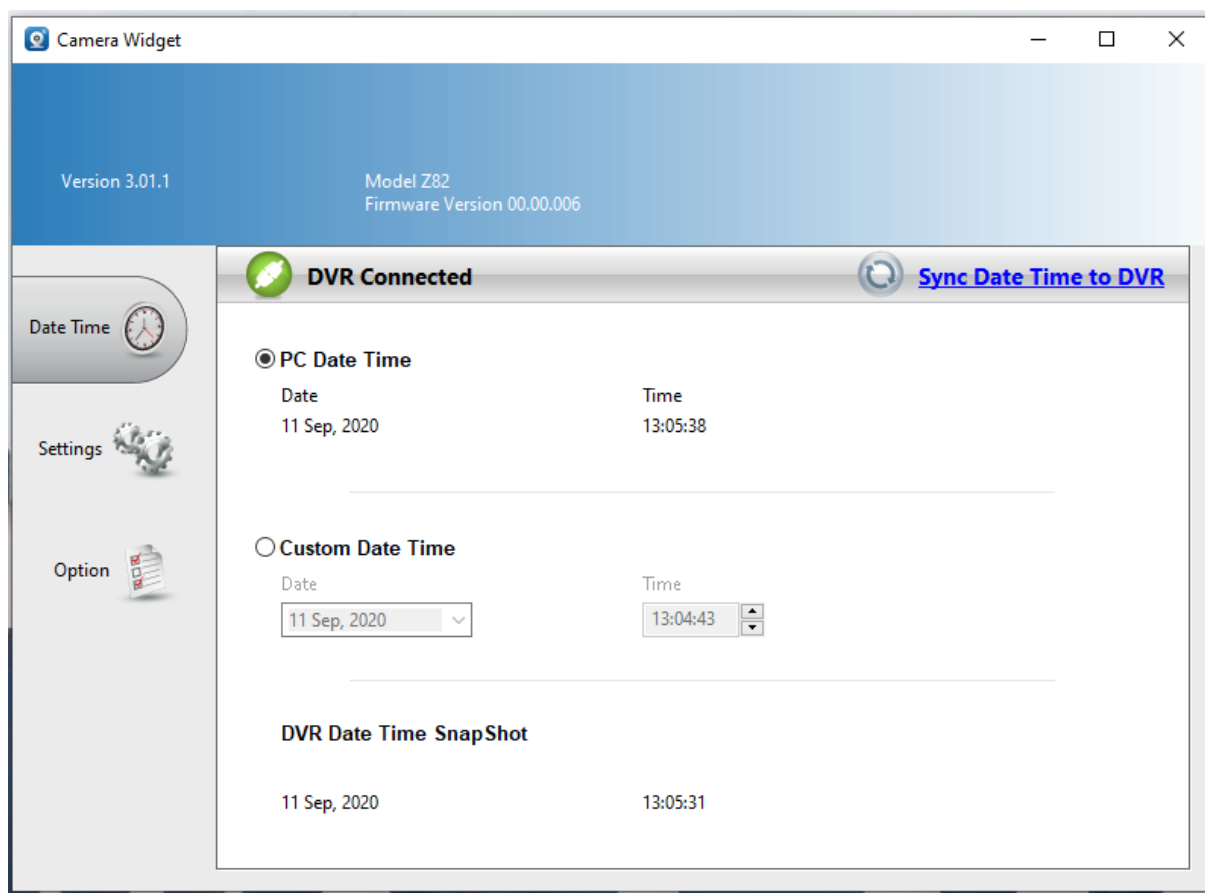 Camera Widget
Version 3.01.1
Model Z82
Firmware Version 00.00.006
DVR Connected
Sync Date Time to DVR
Date Time
Settings
Option
PC Date Time
Date
Time
11 Sep, 2020
13:05:38
Custom Date Time
Date
Time
11 Sep, 2020
13:04:43
DVR Date Time SnapShot
11 Sep, 2020
13:05:31